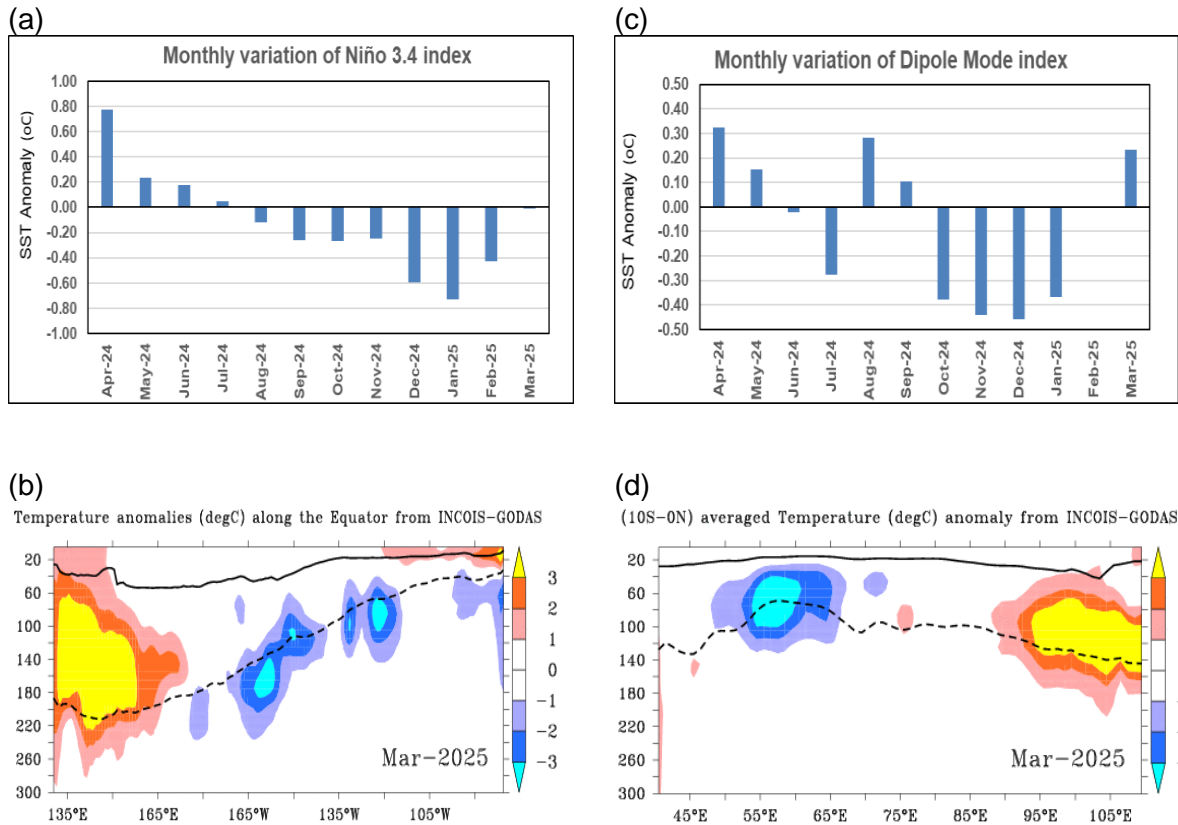 (a)
Monthly variation of Niño 3.4 index
SST Anomaly (oC)
1.00
0.80
0.60
0.40
0.20
0.00
-0.20
-0.40
-0.60
-0.80
-1.00
Apr-24
May-24
Jun-24
Jul-24
Aug-24
Sep-24
Oct-24
Nov-24
Dec-24
Jan-25
Feb-25
Mar-25
(c)
Monthly variation of Dipole Mode index
SST Anomaly (oC)
0.50
0.40
0.30
0.20
0.10
0.00
-0.10
-0.20
-0.30
-0.40
-0.50
Apr-24
May-24
Jun-24
Jul-24
Aug-24
Sep-24
Oct-24
Nov-24
Dec-24
Jan-25
Feb-25
Mar-25
(b)
Temperature anomalies (degC) along the Equator from INCOIS-GODAS
20
60
100
140
180
220
260
300
135°E
165°E
165°W
135°W
105°W
Mar-2025
3
2
1
0
-1
-2
-3
(d)
(10S-0N) averaged Temperature (degC) anomaly from INCOIS-GODAS
20
60
100
140
180
220
260
300
45°E
55°E
65°E
75°E
85°E
95°E
105°E
Mar-2025